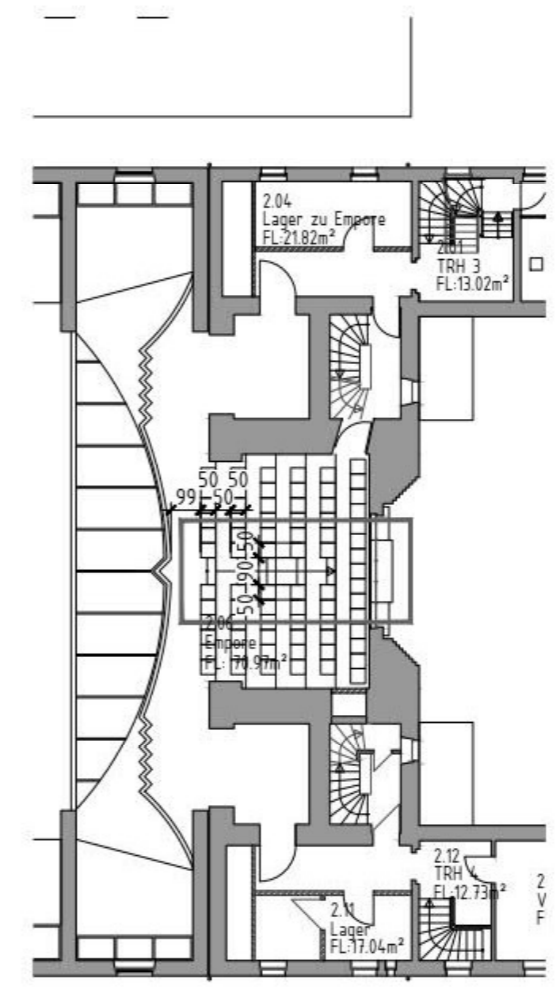 2.04
Lager zu Empore
FL:21.82m²
2.01
TRH 3
FL:13.02m²
50 50
99 50
50 90 50
2.06
Empore
FL: 70.97m²
2.12
TRH 4
FL:12.73m²
2.11
Lager
FL:17.04m²
2
V
F